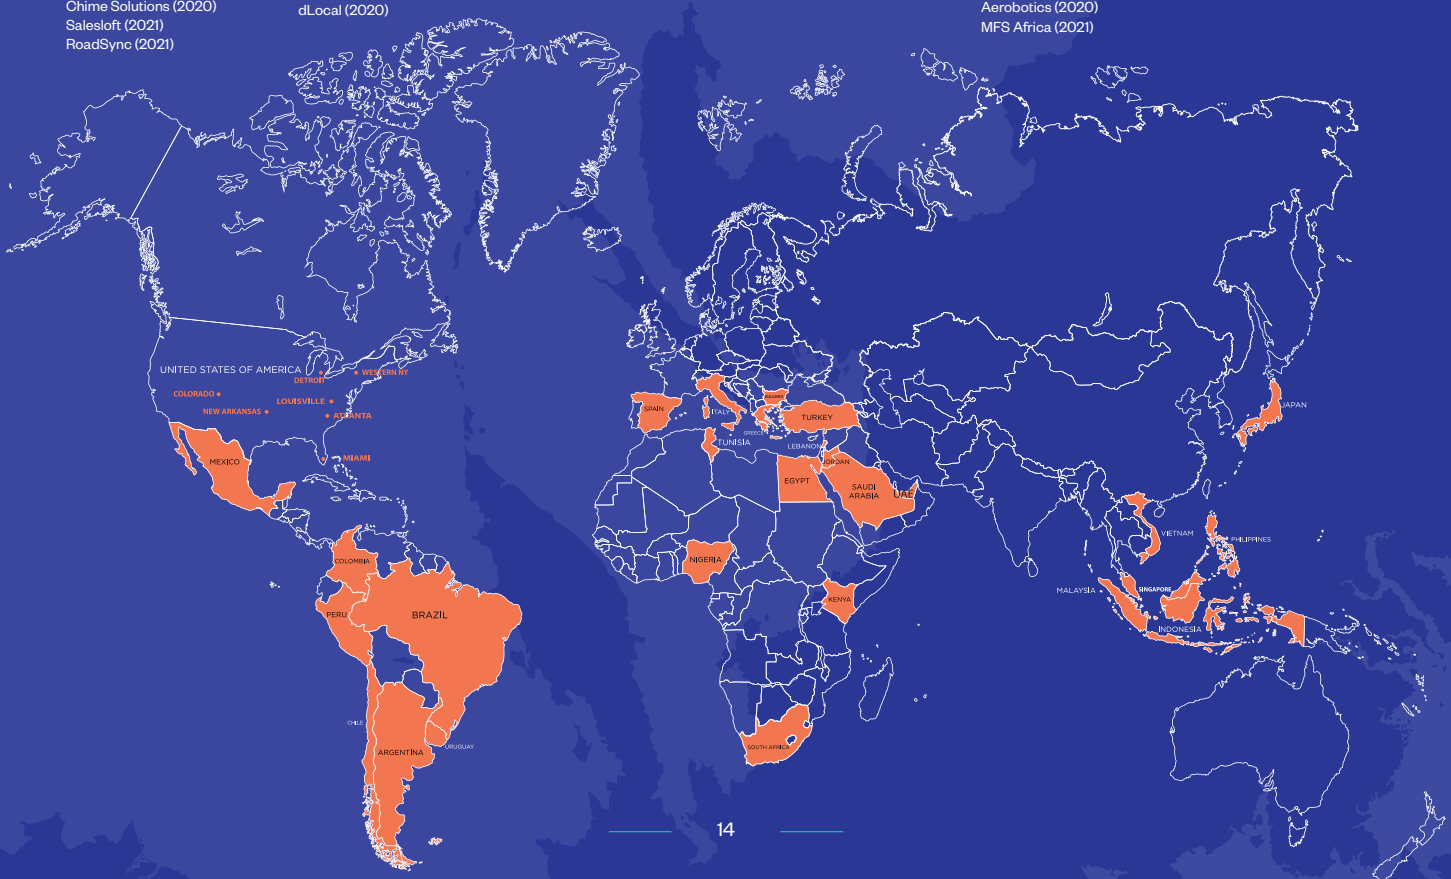 Chime Solutions (2020)
Salesloft (2021)
RoadSync (2021)
dLocal (2020)
Aerobotics (2020)
MFS Africa (2021)
UNITED STATES OF AMERICA
DETROIT
WESTERN NY
COLORADO
LOUISVILLE
NEW ARKANSAS
ATLANTA
MIAMI
MEXICO
COLOMBIA
PERU
BRAZIL
CHILE
ARGENTINA
URUGUAY
SPAIN
ITALY
BULGARIA
GREECE
TURKEY
TUNISIA
LEBANON
JORDAN
EGYPT
SAUDI
ARABIA
UAE
NIGERIA
KENYA
SOUTH AFRICA
JAPAN
VIETNAM
PHILIPPINES
MALAYSIA
SINGAPORE
INDONESIA
14